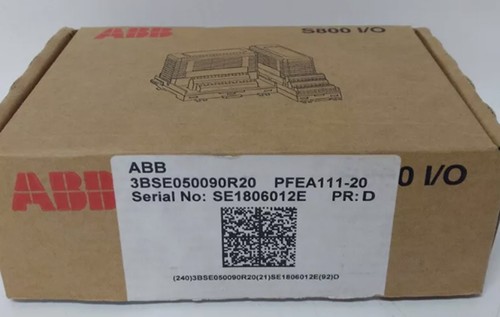 ABB S800 I/O
ABB
3BSE050090R20 PFEA111-20
Serial No: SE1806012E PR: D
(240)3BSE050090R20(21)SE1806012E(92)D
ABB 0 I/O